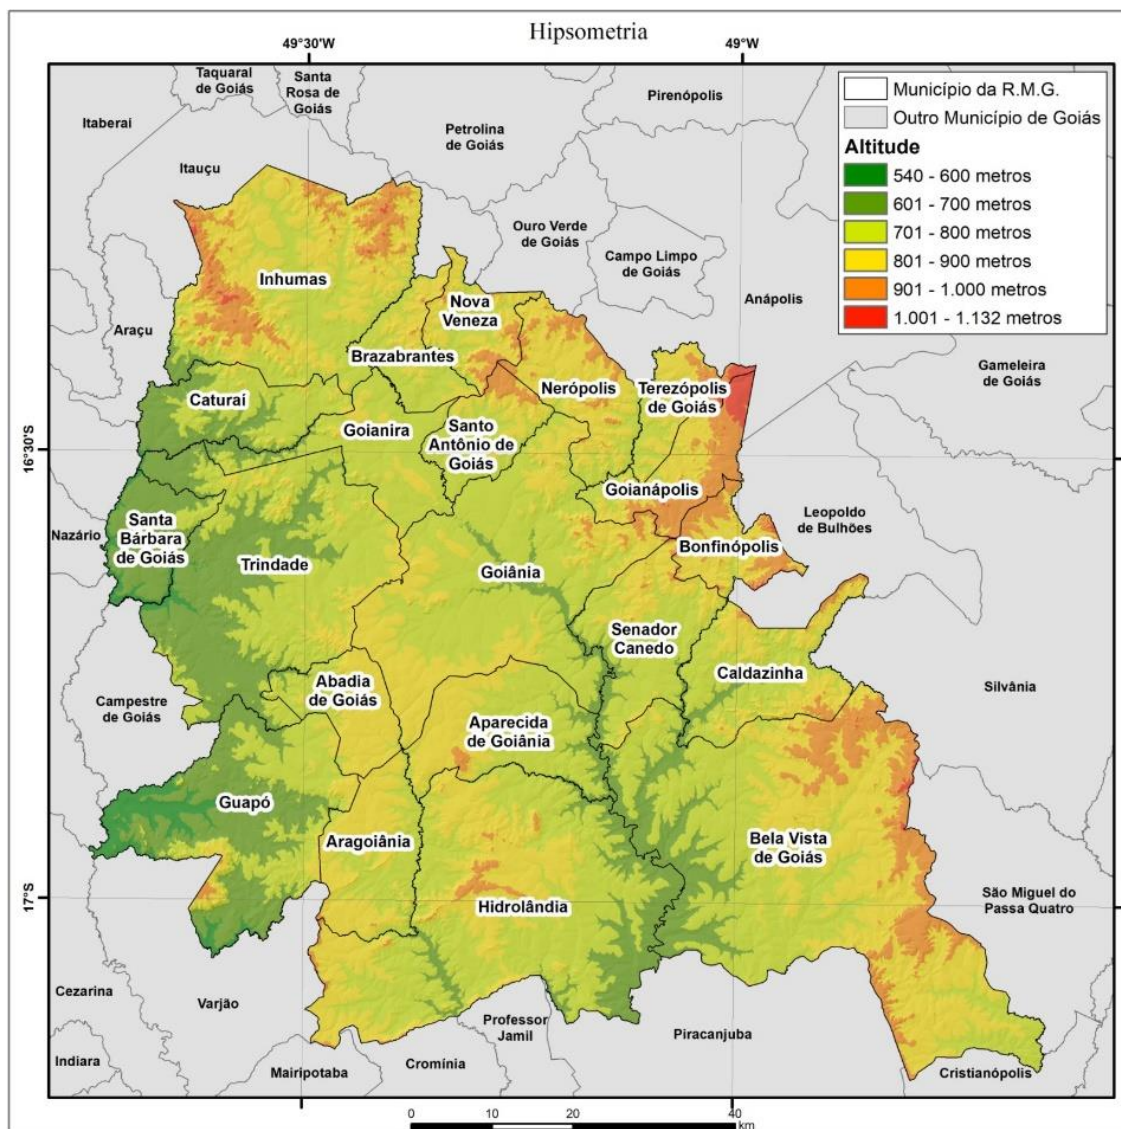 Hipsometria
49°30'W
49°W
Município da R.M.G.
Outro Município de Goiás
Altitude
540 - 600 metros
601 - 700 metros
701 - 800 metros
801 - 900 metros
901 - 1.000 metros
1.001 - 1.132 metros
Taquaral
de Goiás
Santa
Rosa de
Goiás
Itaberai
Petrolina
de Goiás
Pirenópolis
Itauçu
Ouro Verde
de Goiás
Campo Limpo
de Goiás
Anápolis
Inhumas
Nova
Veneza
Araçu
Brazabrantes
Gameleira
de Goiás
Caturaí
Nerópolis
Terezópolis
de Goiás
Goianira
Santo
Antônio de
Goiás
16°30'S
Goianápolis
Leopoldo
de Bulhões
Nazário
Santa
Bárbara
de Goiás
Bonfinópolis
Trindade
Goiânia
Senador
Canedo
Caldazinha
Silvânia
Abadia
de Goiás
Campestre
de Goiás
Aparecida
de Goiânia
Guapó
Aragoiânia
Bela Vista
de Goiás
17°S
Hidrolândia
São Miguel do
Passa Quatro
Cezarina
Varjão
Professor
Jamil
Piracanjuba
Indiara
Mairipotaba
Cromínia
Cristianópolis
0 10 20 40
km